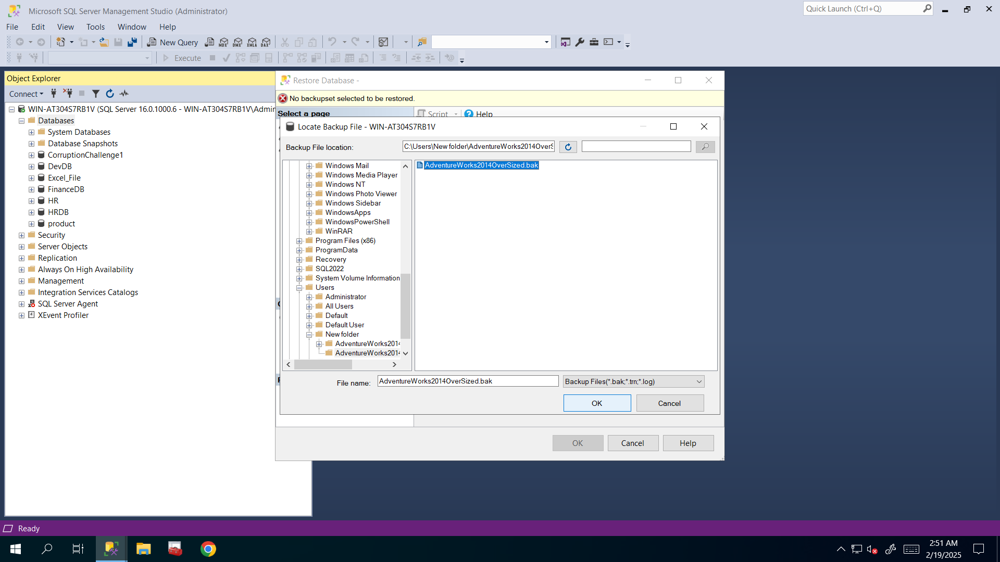 Microsoft SQL Server Management Studio (Administrator)
Quick Launch (Ctrl+Q)
File Edit View Tools Window Help
New Query MDX DMX XMLA DAX
Execute
Object Explorer
Connect
WIN-AT304S7RB1V (SQL Server 16.0.1000.6 - WIN-AT304S7RB1V\Admin
Databases
System Databases
Database Snapshots
CorruptionChallenge1
DevDB
Excel_File
FinanceDB
HR
HRDB
product
Security
Server Objects
Replication
Always On High Availability
Management
Integration Services Catalogs
SQL Server Agent
XEvent Profiler
Restore Database -
No backupset selected to be restored.
Select a page
Script Help
Locate Backup File - WIN-AT304S7RB1V
Backup File location: C:\Users\New folder\AdventureWorks2014OverS
Windows Mail
Windows Media Player
Windows NT
Windows Photo Viewer
Windows Sidebar
WindowsApps
WindowsPowerShell
WinRAR
Program Files (x86)
ProgramData
Recovery
SQL2022
System Volume Information
Users
Administrator
All Users
Default
Default User
New folder
AdventureWorks2014
AdventureWorks2014
AdventureWorks2014OverSized.bak
File name: AdventureWorks2014OverSized.bak Backup Files(*.bak;*.trn;*.log)
OK Cancel
OK Cancel Help
Ready
2:51 AM
2/19/2025